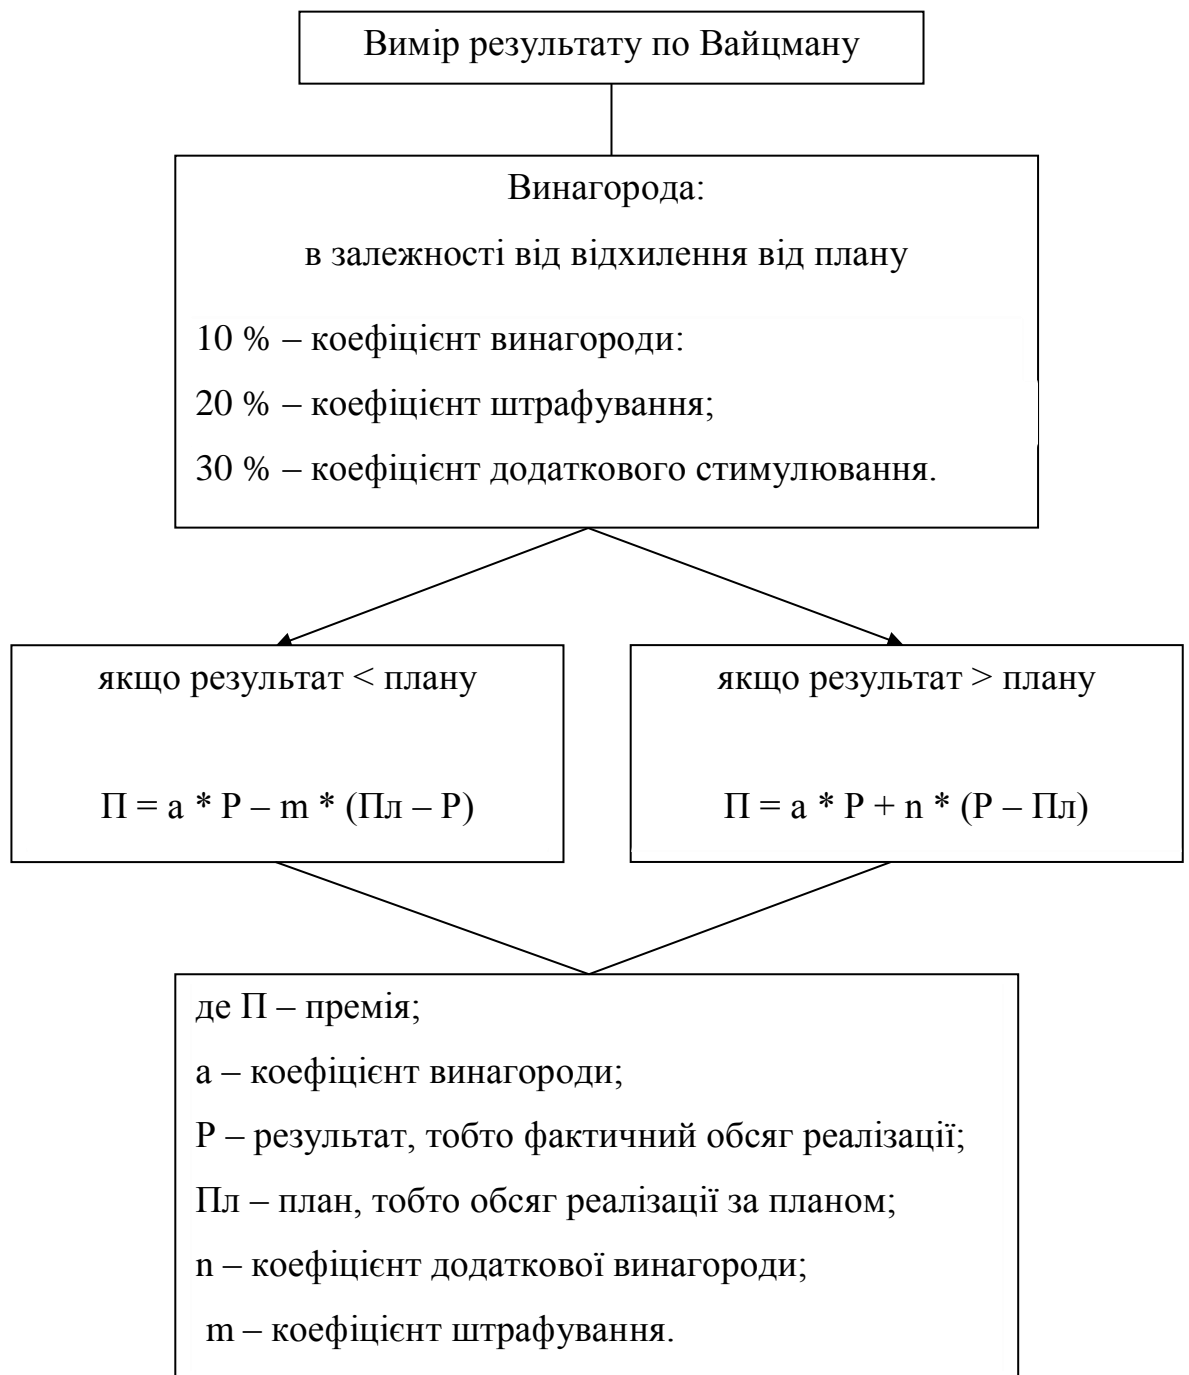 Вимір результату по Вайцману
Винагорода:
в залежності від відхилення від плану
10 % – коефіцієнт винагороди:
20 % – коефіцієнт штрафування;
30 % – коефіцієнт додаткового стимулювання.
якщо результат < плану
П = а * Р – m * (Пл – Р)
якщо результат > плану
П = а * Р + n * (Р – Пл)
де П – премія;
а – коефіцієнт винагороди;
Р – результат, тобто фактичний обсяг реалізації;
Пл – план, тобто обсяг реалізації за планом;
n – коефіцієнт додаткової винагороди;
m – коефіцієнт штрафування.